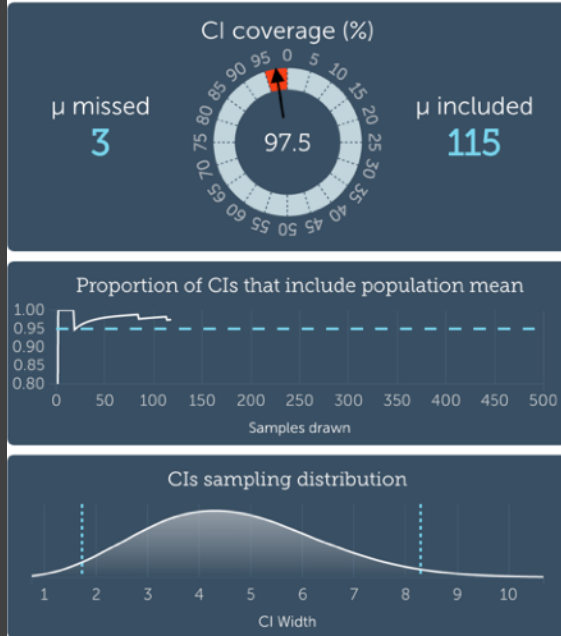 CI coverage (%)
0 5 10 15 20 25 30 35 40 45 50 55 60 65 70 75 80 85 90 95
μ missed
3
97.5
μ included
115
Proportion of CIs that include population mean
1.00
0.95
0.90
0.85
0.80
0 50 100 150 200 250 300 350 400 450 500
Samples drawn
CIs sampling distribution
1 2 3 4 5 6 7 8 9 10
CI Width